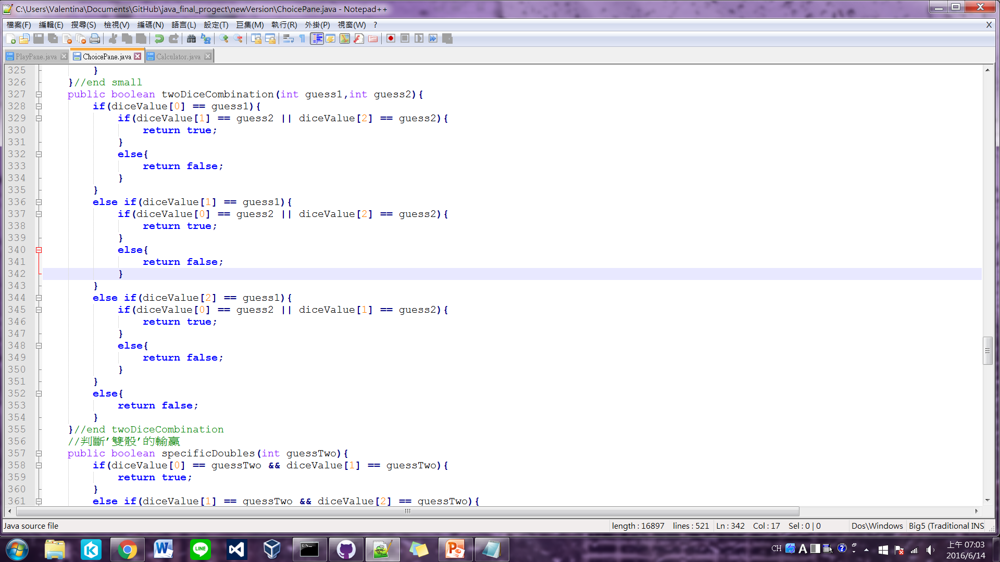 C:\Users\Valentina\Documents\GitHub\java_final_progect\newVersion\ChoicePane.java - Notepad++
檔案(F) 編輯(E) 搜尋(S) 檢視(V) 編碼(N) 語言(L) 設定(T) 巨集(M) 執行(R) 外掛(P) 視窗(W) ? X
PlayPane.java ChoicePane.java Calculator.java
325 }
326 }//end small
327 public boolean twoDiceCombination(int guess1,int guess2){
328 if(diceValue[0] == guess1){
329 if(diceValue[1] == guess2 || diceValue[2] == guess2){
330 return true;
331 }
332 else{
333 return false;
334 }
335 }
336 else if(diceValue[1] == guess1){
337 if(diceValue[0] == guess2 || diceValue[2] == guess2){
338 return true;
339 }
340 else{
341 return false;
342 }
343 }
344 else if(diceValue[2] == guess1){
345 if(diceValue[0] == guess2 || diceValue[1] == guess2){
346 return true;
347 }
348 else{
349 return false;
350 }
351 }
352 else{
353 return false;
354 }
355 }//end twoDiceCombination
356 //判斷'雙骰'的輸贏
357 public boolean specificDoubles(int guessTwo){
358 if(diceValue[0] == guessTwo && diceValue[1] == guessTwo){
359 return true;
360 }
361 else if(diceValue[1] == guessTwo && diceValue[2] == guessTwo){
Java source file length : 16897 lines : 521 Ln : 342 Col : 17 Sel : 0 | 0 Dos\Windows Big5 (Traditional INS
LINE CH A 上午 07:03
2016/6/14